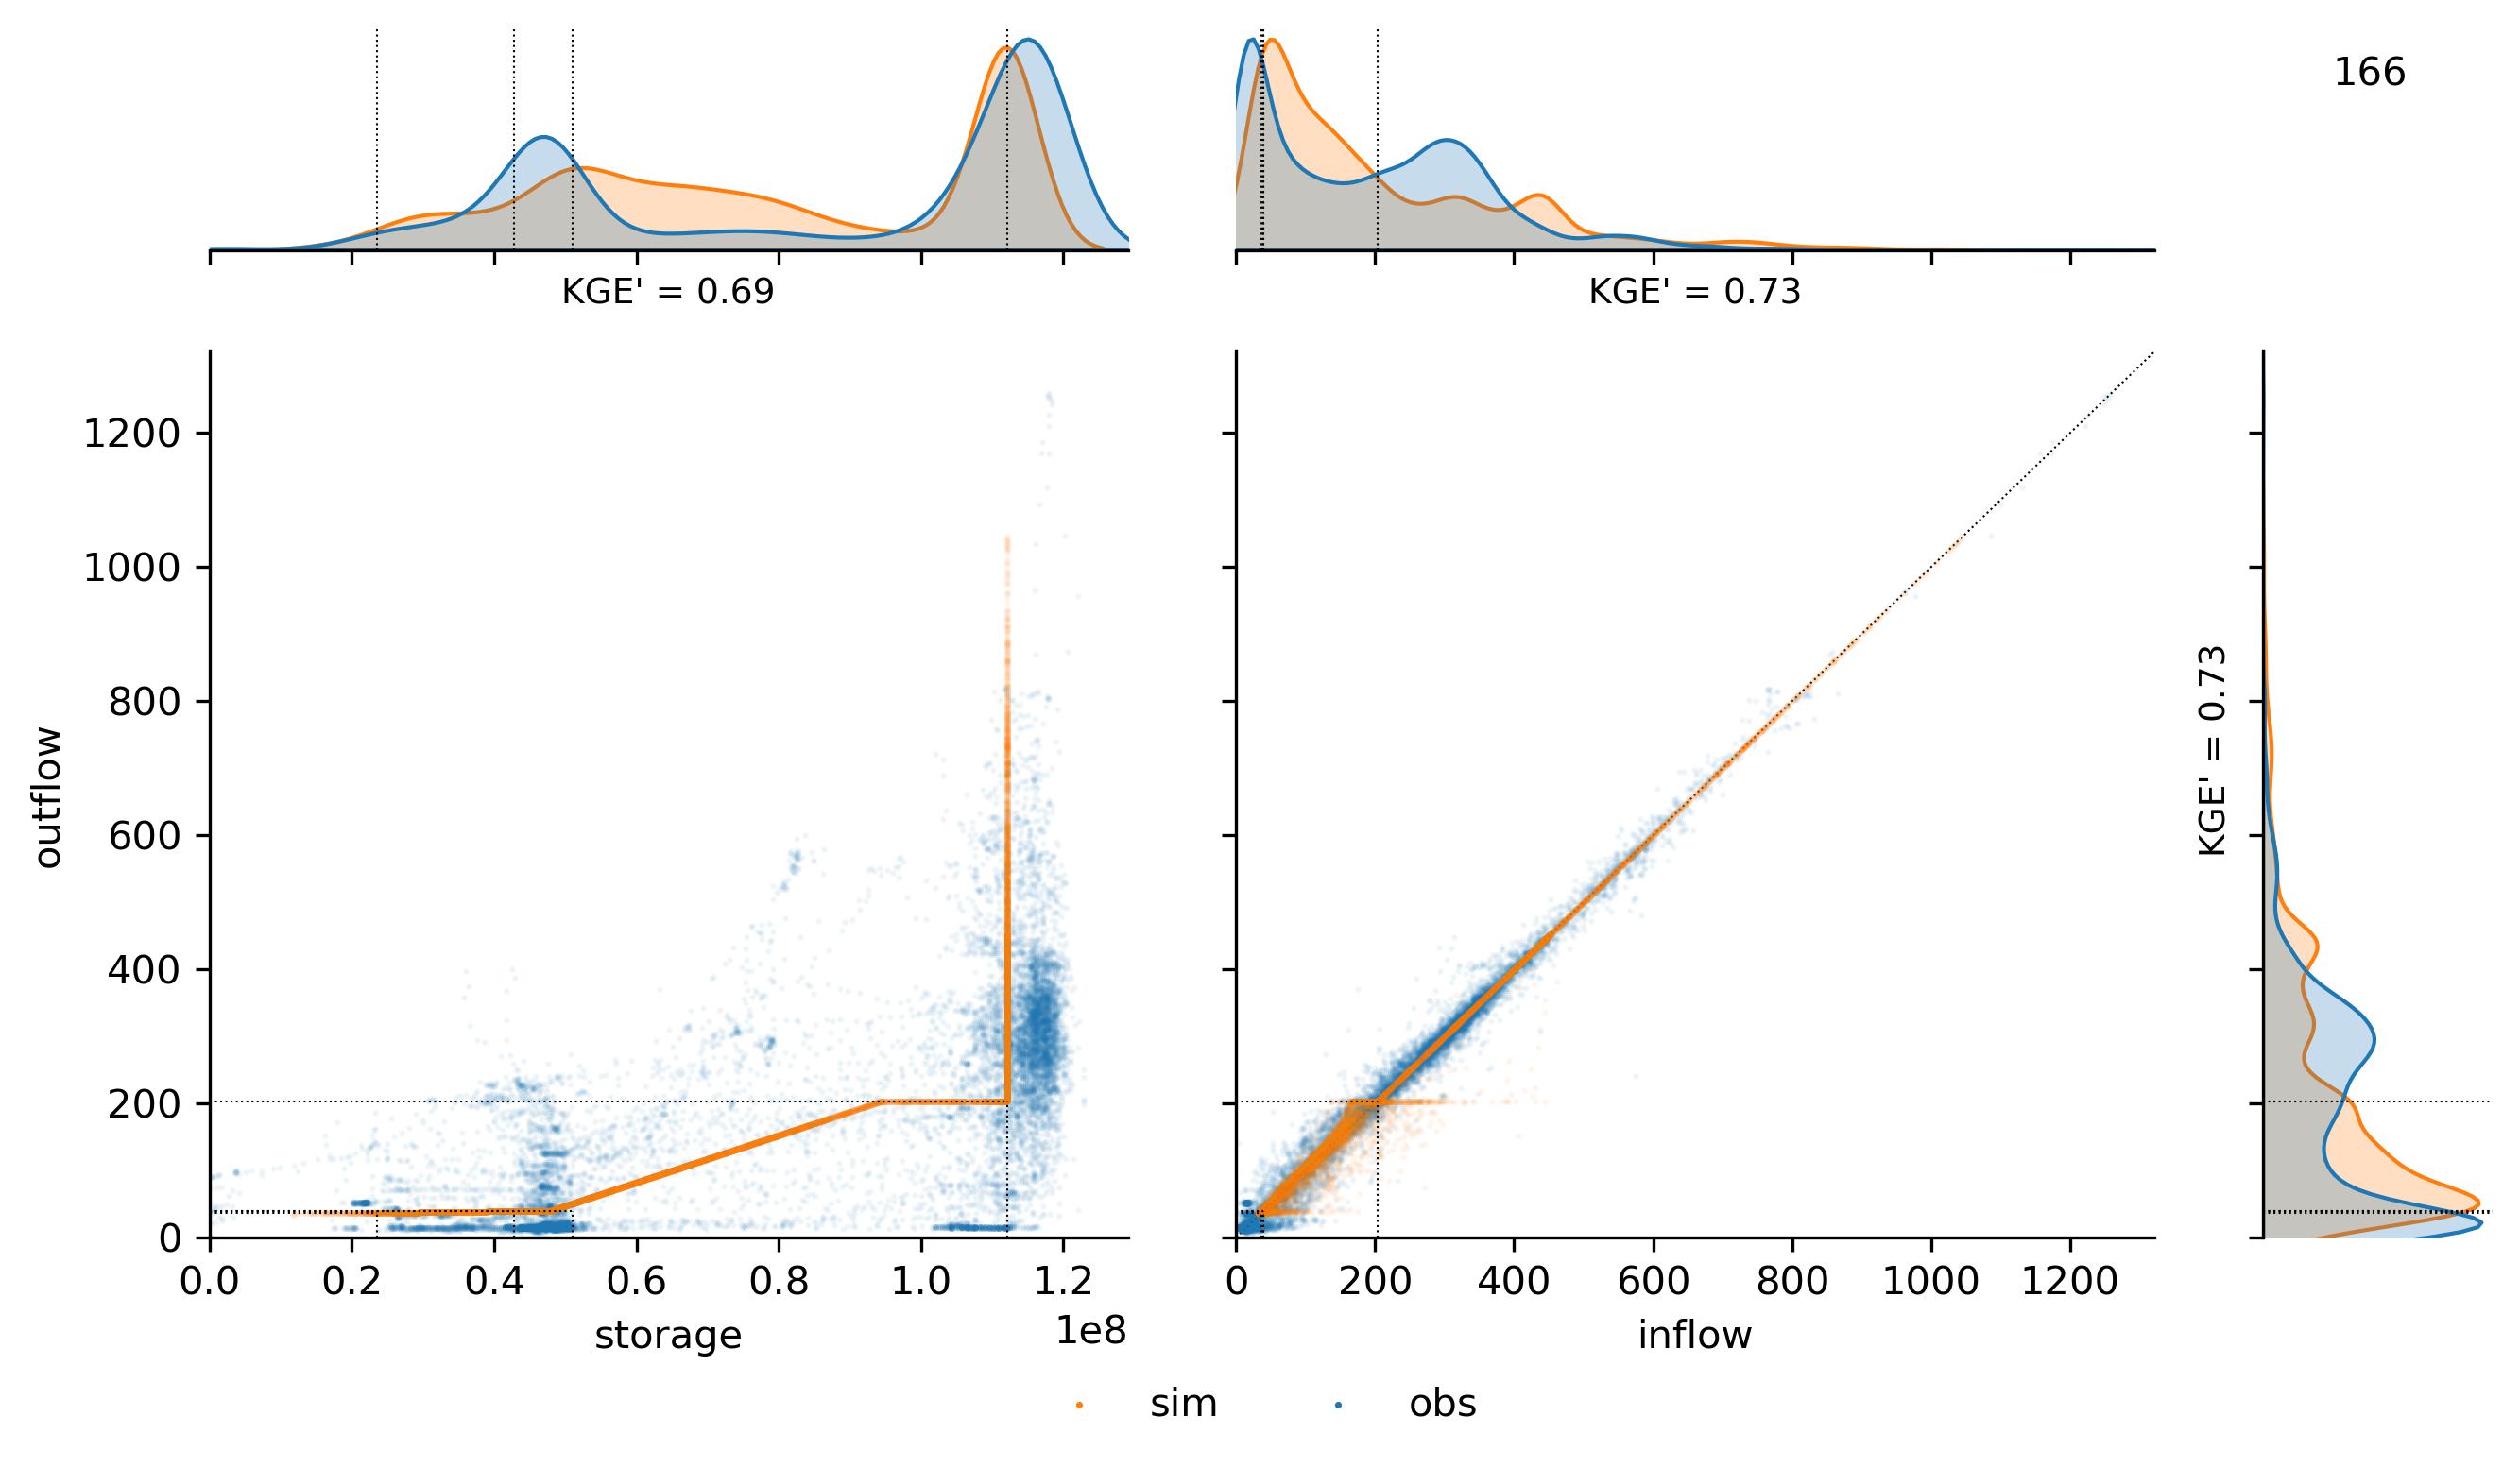 166
KGE' = 0.69
KGE' = 0.73
1200
1000
800
600
400
200
0
outflow
KGE' = 0.73
0.0 0.2 0.4 0.6 0.8 1.0 1.2
1e8
storage
0 200 400 600 800 1000 1200
inflow
sim obs